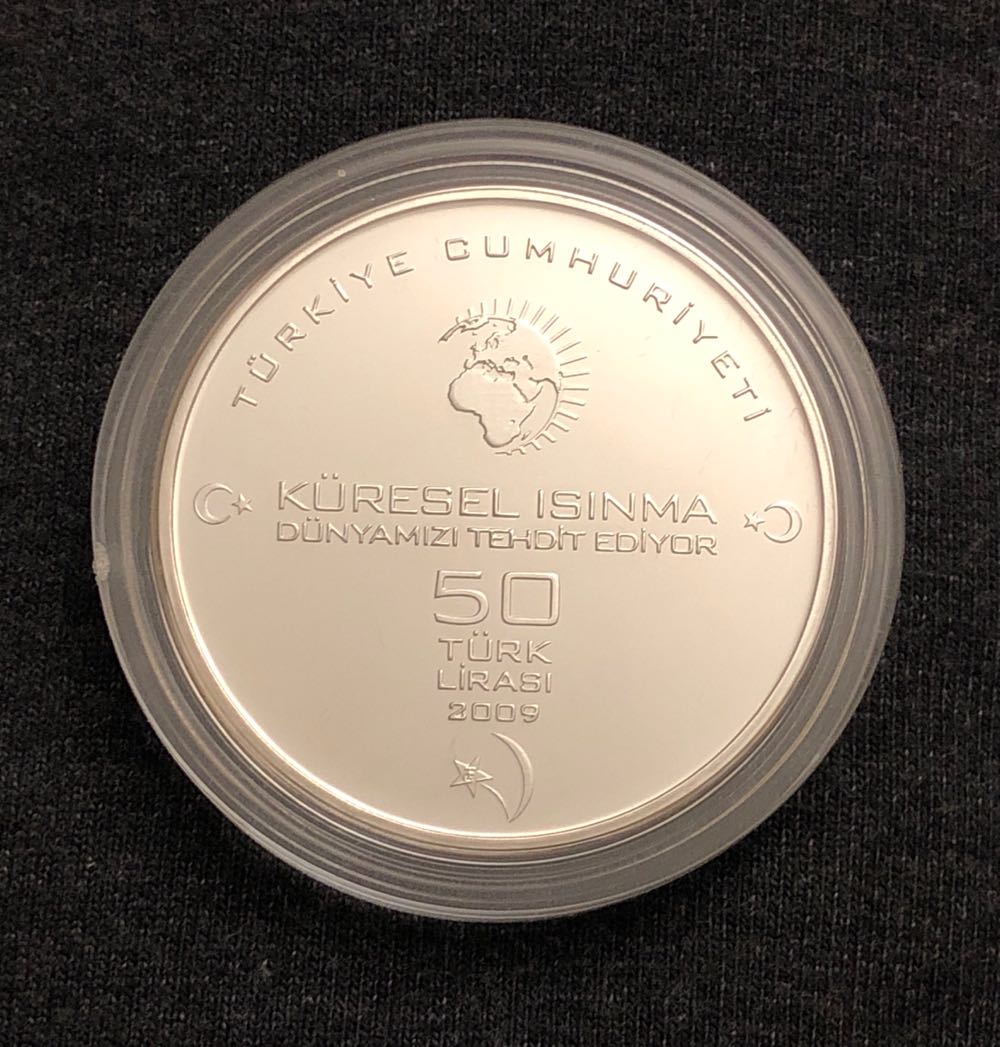 TÜRKİYE CUMHURİYETİ
KÜRESEL ISINMA
DÜNYAMIZI TEHDİT EDİYOR
50
TÜRK
LİRASI
2009